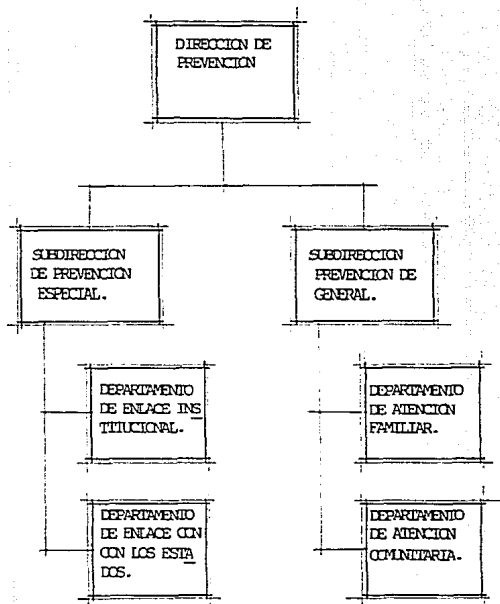 DIRECCION DE
PREVENCION
SUBDIRECCION
DE PREVENCION
ESPECIAL.
SUBDIRECCION
PREVENCION DE
GENERAL.
DEPARTAMENTO
DE ENLACE INS
TITUCIONAL.
DEPARTAMENTO
DE ATENCION
FAMILIAR.
DEPARTAMENTO
DE ENLACE CON
CON LOS ESTA
DOS.
DEPARTAMENTO
DE ATENCION
COMUNITARIA.